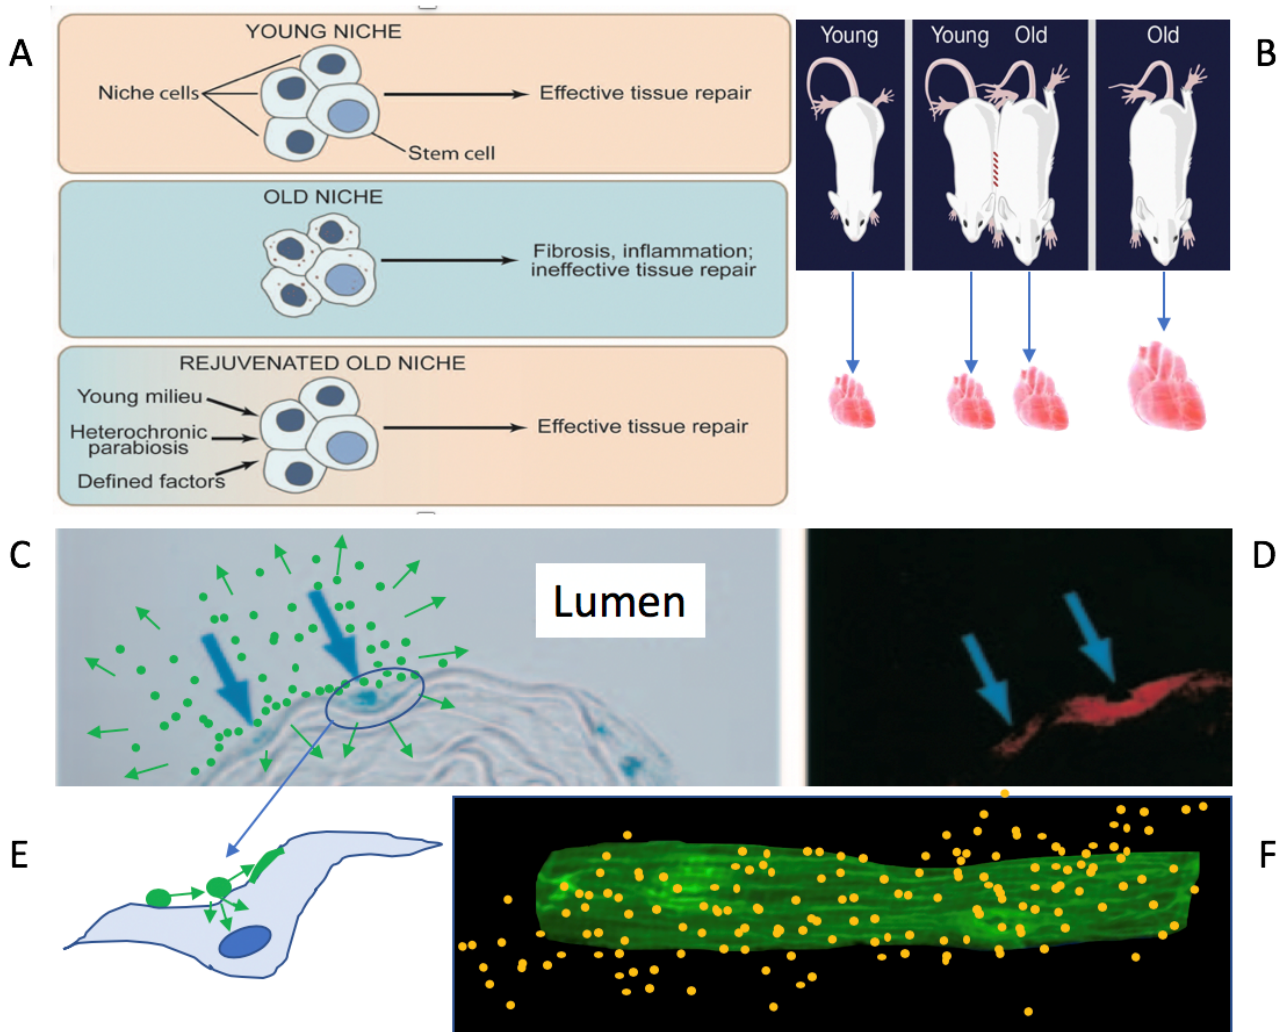 A
YOUNG NICHE
Niche cells
Effective tissue repair
Stem cell
OLD NICHE
Fibrosis, inflammation;
ineffective tissue repair
REJUVENATED OLD NICHE
Young milieu
Heterochronic
parabiosis
Defined factors
Effective tissue repair
B
Young
Young Old
Old
C
Lumen
D
E
F